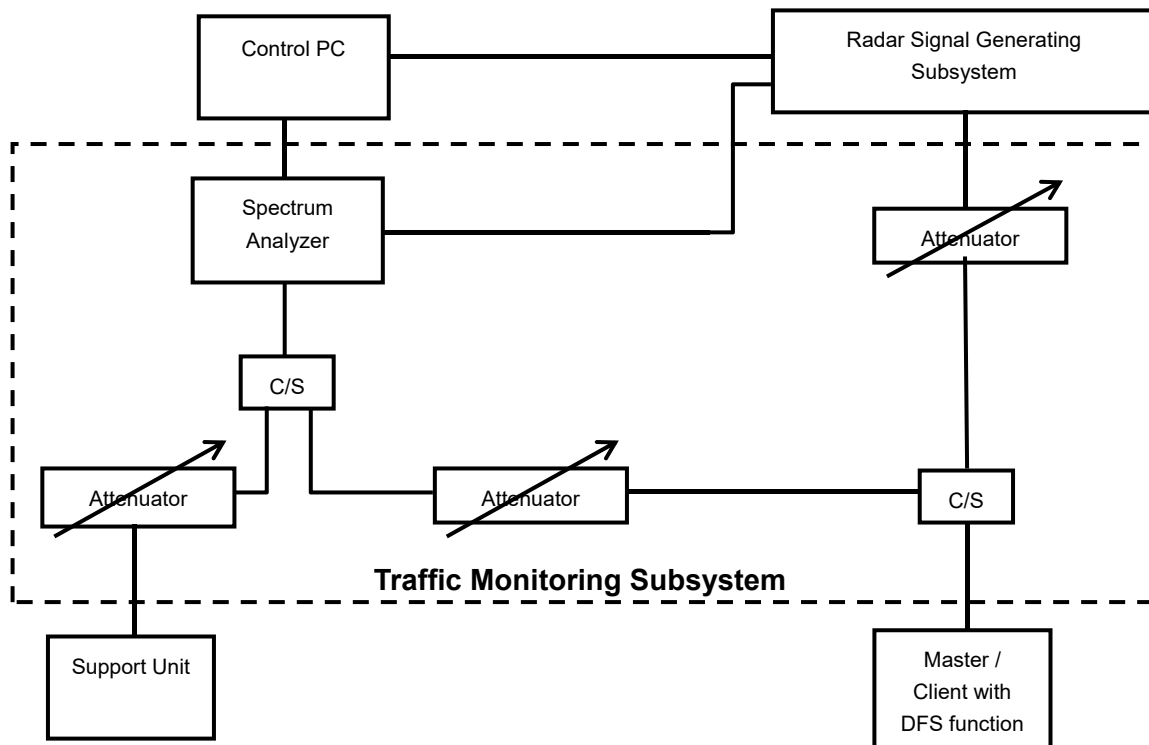 Control PC
Radar Signal Generating
Subsystem
Spectrum
Analyzer
Attenuator
C/S
Attenuator
Attenuator
C/S
Traffic Monitoring Subsystem
Support Unit
Master /
Client with
DFS function